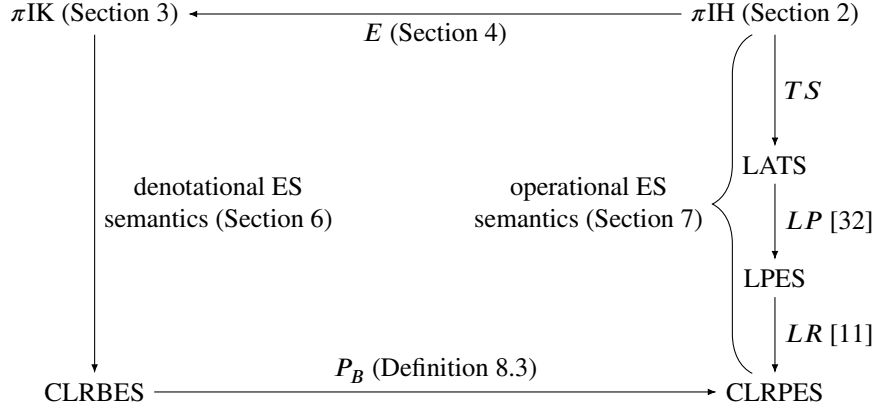 πIK (Section 3)
πIH (Section 2)
E (Section 4)
TS
LATS
denotational ES
semantics (Section 6)
operational ES
semantics (Section 7)
LP [32]
LPES
LR [11]
P_B (Definition 8.3)
CLRBES
CLRPES